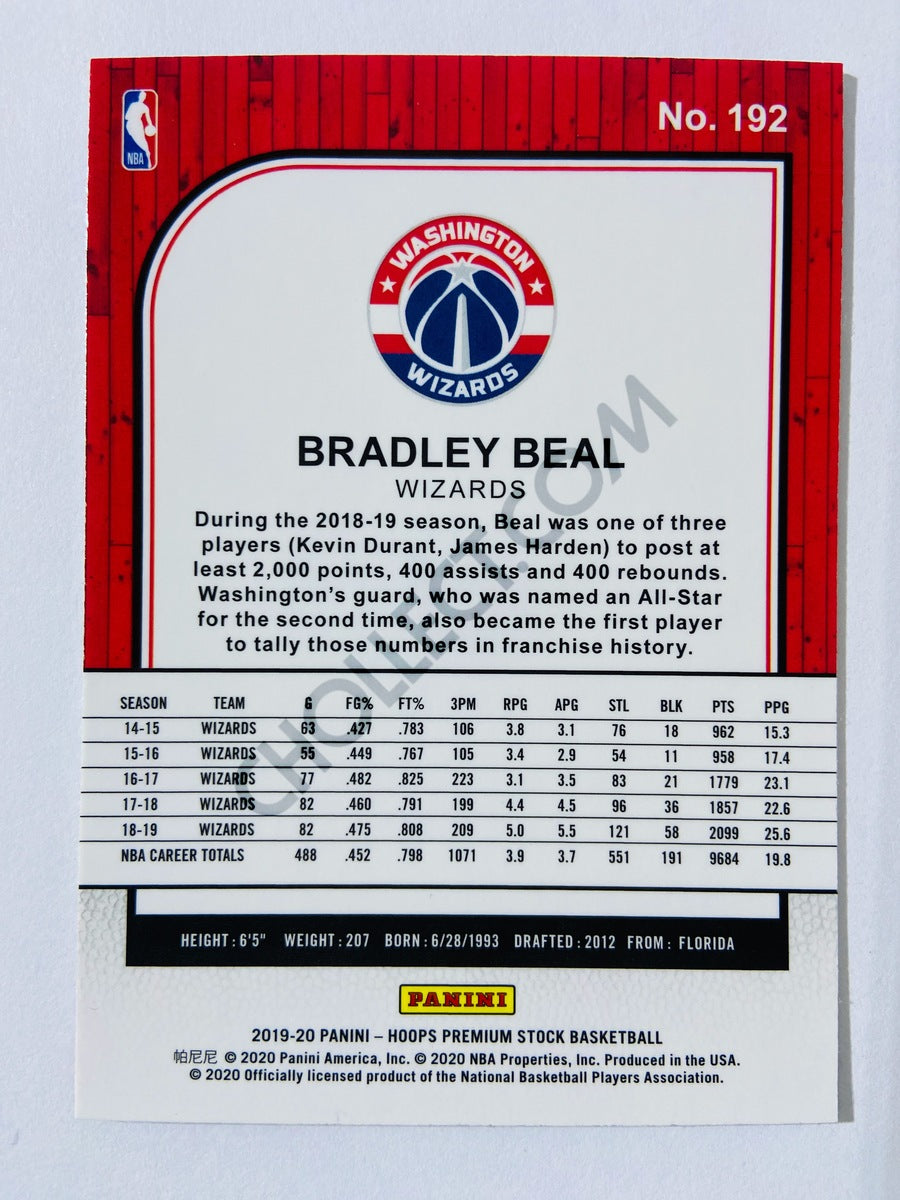 NBA
No. 192
WASHINGTON
WIZARDS
BRADLEY BEAL
WIZARDS
During the 2018-19 season, Beal was one of three
players (Kevin Durant, James Harden) to post at
least 2,000 points, 400 assists and 400 rebounds.
Washington's guard, who was named an All-Star
for the second time, also became the first player
to tally those numbers in franchise history.
SEASON TEAM G FG% FT% 3PM RPG APG STL BLK PTS PPG
14-15 WIZARDS 63 .427 .783 106 3.8 3.1 76 18 962 15.3
15-16 WIZARDS 55 .449 .767 105 3.4 2.9 54 11 958 17.4
16-17 WIZARDS 77 .482 .825 223 3.1 3.5 83 21 1779 23.1
17-18 WIZARDS 82 .460 .791 199 4.4 4.5 96 36 1857 22.6
18-19 WIZARDS 82 .475 .808 209 5.0 5.5 121 58 2099 25.6
NBA CAREER TOTALS 488 .452 .798 1071 3.9 3.7 551 191 9684 19.8
HEIGHT: 6'5" WEIGHT: 207 BORN: 6/28/1993 DRAFTED: 2012 FROM: FLORIDA
PANINI
2019-20 PANINI – HOOPS PREMIUM STOCK BASKETBALL
帕尼尼 © 2020 Panini America, Inc. © 2020 NBA Properties, Inc. Produced in the USA.
© 2020 Officially licensed product of the National Basketball Players Association.
CHOLLECT.COM